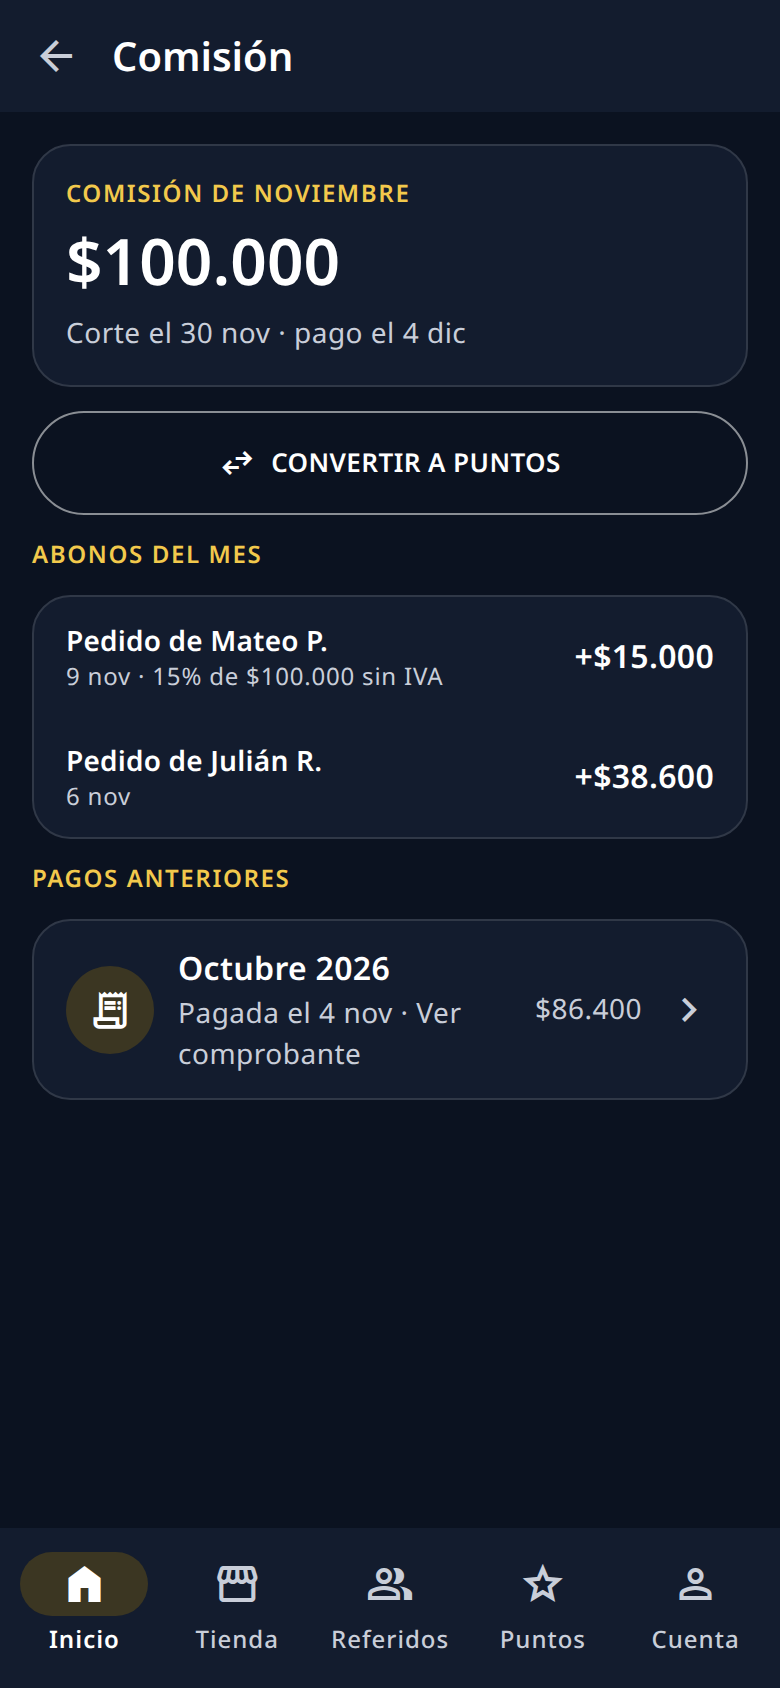 Comisión
COMISIÓN DE NOVIEMBRE
$100.000
Corte el 30 nov · pago el 4 dic
CONVERTIR A PUNTOS
ABONOS DEL MES
Pedido de Mateo P.
9 nov · 15% de $100.000 sin IVA
+$15.000
Pedido de Julián R.
6 nov
+$38.600
PAGOS ANTERIORES
Octubre 2026
Pagada el 4 nov · Ver
comprobante
$86.400
Inicio
Tienda
Referidos
Puntos
Cuenta